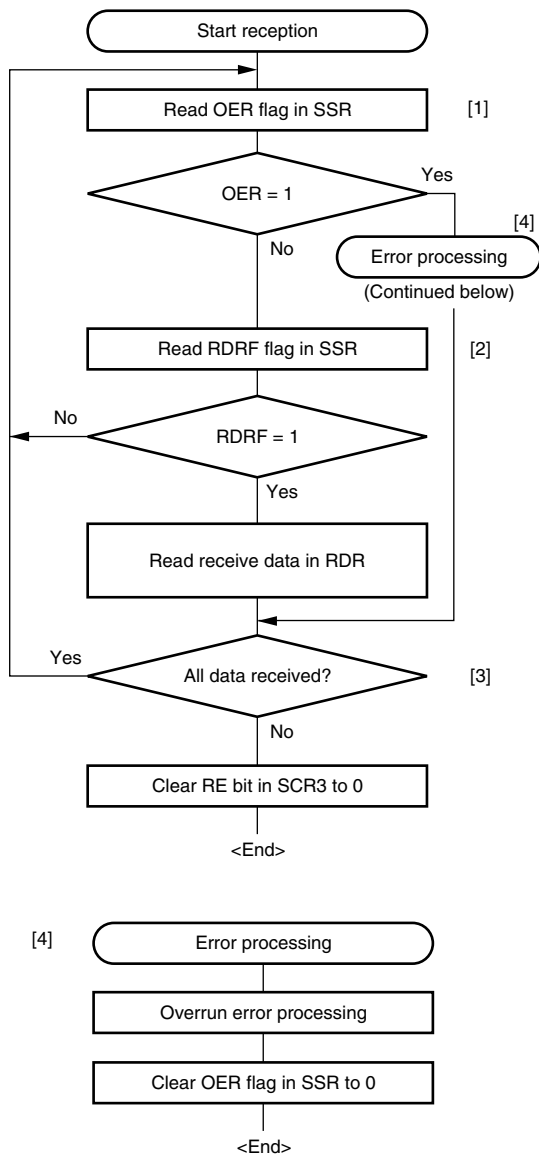 Start reception
Read OER flag in SSR
[1]
OER = 1
Yes
No
[4]
Error processing
(Continued below)
Read RDRF flag in SSR
[2]
No
RDRF = 1
Yes
Read receive data in RDR
Yes
All data received?
[3]
No
Clear RE bit in SCR3 to 0
<End>
[4]
Error processing
Overrun error processing
Clear OER flag in SSR to 0
<End>